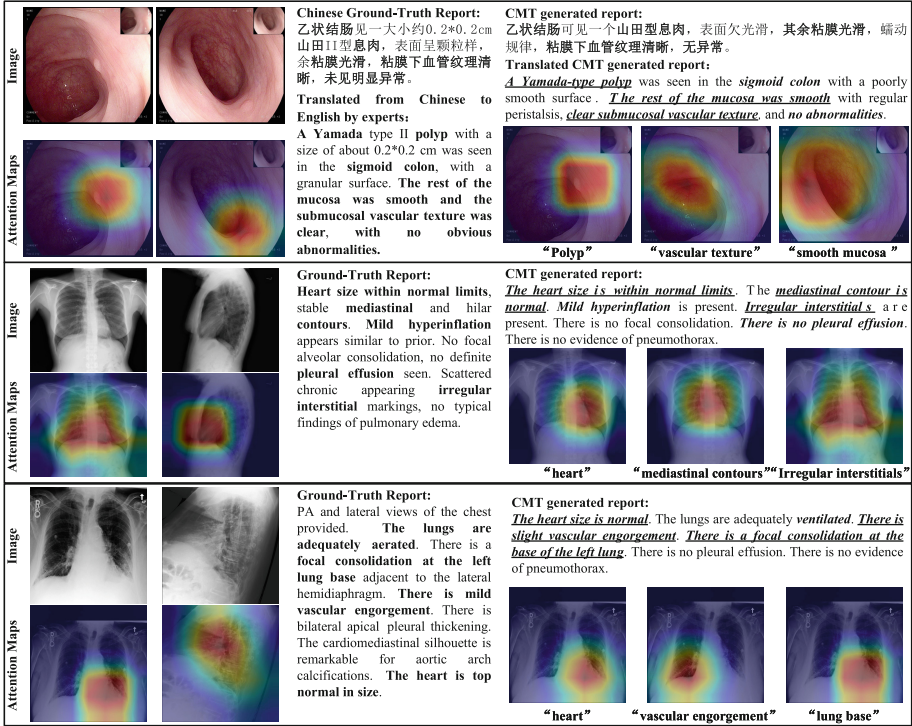 Image
Attention Maps
Chinese Ground-Truth Report:
乙状结肠见一大小约0.2*0.2cm
山田II型息肉，表面呈颗粒样，
余粘膜光滑，粘膜下血管纹理清
晰，未见明显异常。
Translated from Chinese to
English by experts:
A Yamada type II polyp with a
size of about 0.2*0.2 cm was seen
in the sigmoid colon, with a
granular surface. The rest of the
mucosa was smooth and the
submucosal vascular texture was
clear, with no obvious
abnormalities.
CMT generated report:
乙状结肠可见一个山田型息肉，表面欠光滑，其余粘膜光滑，蠕动
规律，粘膜下血管纹理清晰，无异常。
Translated CMT generated report:
A Yamada-type polyp was seen in the sigmoid colon with a poorly
smooth surface . The rest of the mucosa was smooth with regular
peristalsis, clear submucosal vascular texture, and no abnormalities.
“Polyp” “vascular texture” “smooth mucosa ”
Image
Attention Maps
Ground-Truth Report:
Heart size within normal limits,
stable mediastinal and hilar
contours. Mild hyperinflation
appears similar to prior. No focal
alveolar consolidation, no definite
pleural effusion seen. Scattered
chronic appearing irregular
interstitial markings, no typical
findings of pulmonary edema.
CMT generated report:
The heart size is within normal limits. The mediastinal contour is
normal. Mild hyperinflation is present. Irregular interstitial s are
present. There is no focal consolidation. There is no pleural effusion.
There is no evidence of pneumothorax.
“heart” “mediastinal contours” “Irregular interstitials”
Image
Attention Maps
Ground-Truth Report:
PA and lateral views of the chest
provided. The lungs are
adequately aerated. There is a
focal consolidation at the left
lung base adjacent to the lateral
hemidiaphragm. There is mild
vascular engorgement. There is
bilateral apical pleural thickening.
The cardiomediastinal silhouette is
remarkable for aortic arch
calcifications. The heart is top
normal in size.
CMT generated report:
The heart size is normal. The lungs are adequately ventilated. There is
slight vascular engorgement. There is a focal consolidation at the
base of the left lung. There is no pleural effusion. There is no evidence
of pneumothorax.
“heart” “vascular engorgement” “lung base”